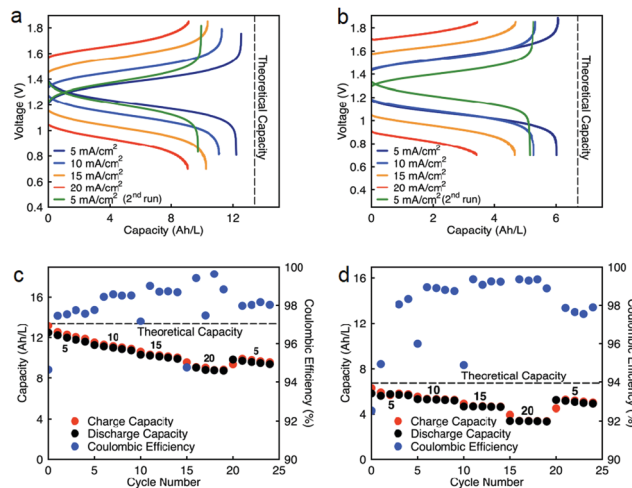 a
1.8
1.6
1.4
1.2
1.0
0.8
0.6
0.4
Voltage (V)
5 mA/cm²
10 mA/cm²
15 mA/cm²
20 mA/cm²
5 mA/cm² (2nd run)
Theoretical Capacity
0 4 8 12
Capacity (Ah/L)
b
1.8
1.6
1.4
1.2
1.0
0.8
0.6
0.4
Voltage (V)
5 mA/cm²
10 mA/cm²
15 mA/cm²
20 mA/cm²
5 mA/cm² (2nd run)
Theoretical Capacity
0 2 4 6
Capacity (Ah/L)
c
16
12
8
4
0
Capacity (Ah/L)
Theoretical Capacity
5
10
15
20
5
Charge Capacity
Discharge Capacity
Coulombic Efficiency
100
98
96
94
92
90
Coulombic Efficiency (%)
0 5 10 15 20 25
Cycle Number
d
16
12
8
4
0
Capacity (Ah/L)
Theoretical Capacity
5
10
15
20
5
Charge Capacity
Discharge Capacity
Coulombic Efficiency
100
98
96
94
92
90
Coulombic Efficiency (%)
0 5 10 15 20 25
Cycle Number